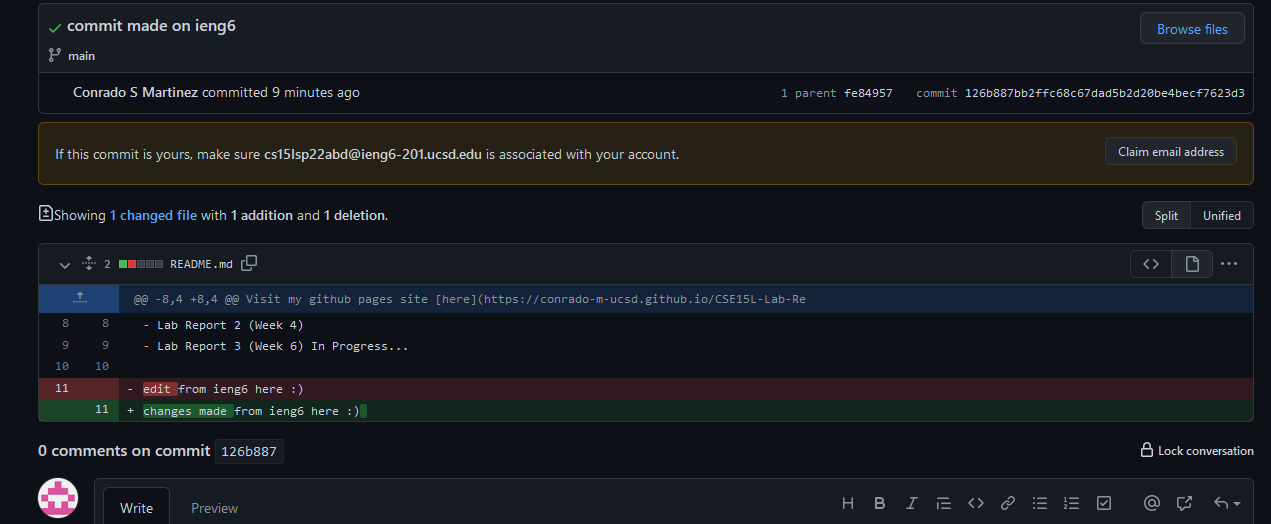 commit made on ieng6
Browse files
main
Conrado S Martinez committed 9 minutes ago
1 parent fe84957 commit 126b887bb2ffc68c67dad5b2d20be4becf7623d3
If this commit is yours, make sure cs15lsp22abd@ieng6-201.ucsd.edu is associated with your account.
Claim email address
Showing 1 changed file with 1 addition and 1 deletion.
Split Unified
2 README.md
@@ -8,4 +8,4 @@ Visit my github pages site [here](https://conrado-m-ucsd.github.io/CSE15L-Lab-Re
8 8 - Lab Report 2 (Week 4)
9 9 - Lab Report 3 (Week 6) In Progress...
10 10
11 - edit from ieng6 here :)
11 + changes made from ieng6 here :)
0 comments on commit 126b887
Lock conversation
Write Preview